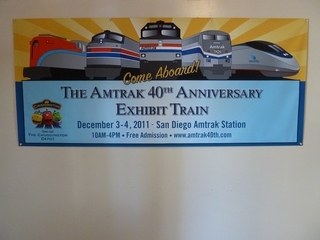 Come Aboard!
THE AMTRAK 40TH ANNIVERSARY
EXHIBIT TRAIN
December 3-4, 2011 · San Diego Amtrak Station
10AM-4PM • Free Admission • www.amtrak40th.com